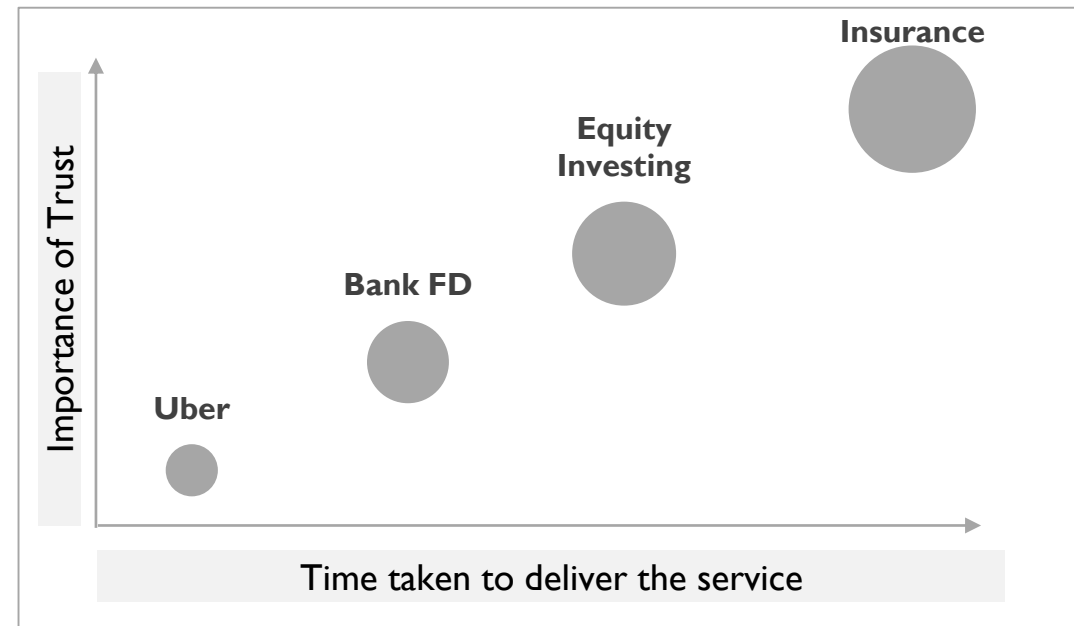 Insurance
Equity
Investing
Bank FD
Uber
Importance of Trust
Time taken to deliver the service